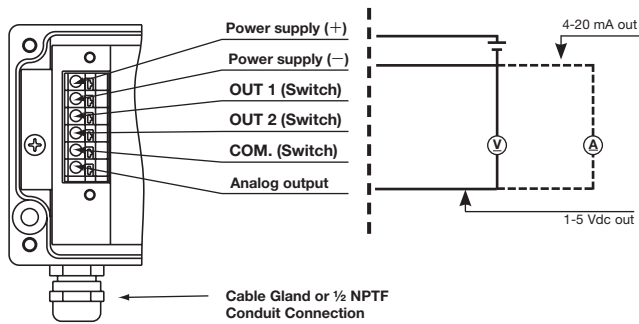 Power supply (+)
Power supply (−)
OUT 1 (Switch)
OUT 2 (Switch)
COM. (Switch)
Analog output
4-20 mA out
V
A
1-5 Vdc out
Cable Gland or ½ NPTF
Conduit Connection